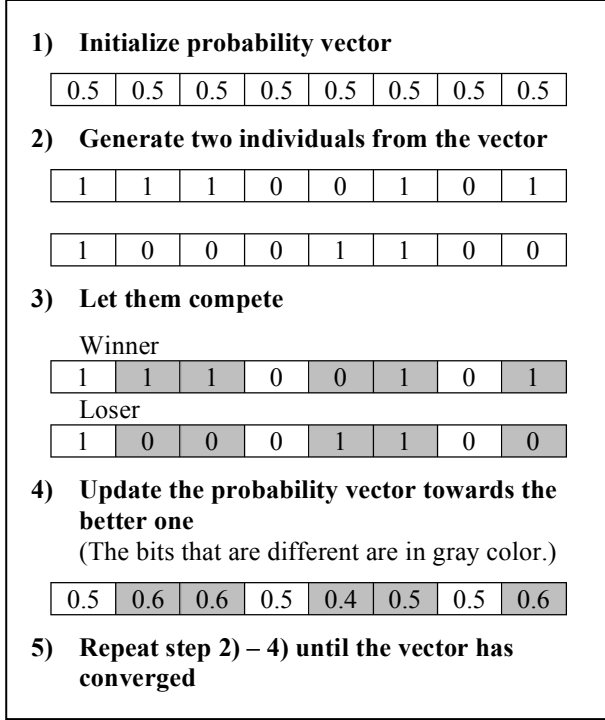 1) Initialize probability vector
0.5 0.5 0.5 0.5 0.5 0.5 0.5 0.5
2) Generate two individuals from the vector
1 1 1 0 0 1 0 1
1 0 0 0 1 1 0 0
3) Let them compete
Winner
1 1 1 0 0 1 0 1
Loser
1 0 0 0 1 1 0 0
4) Update the probability vector towards the
better one
(The bits that are different are in gray color.)
0.5 0.6 0.6 0.5 0.4 0.5 0.5 0.6
5) Repeat step 2) – 4) until the vector has
converged